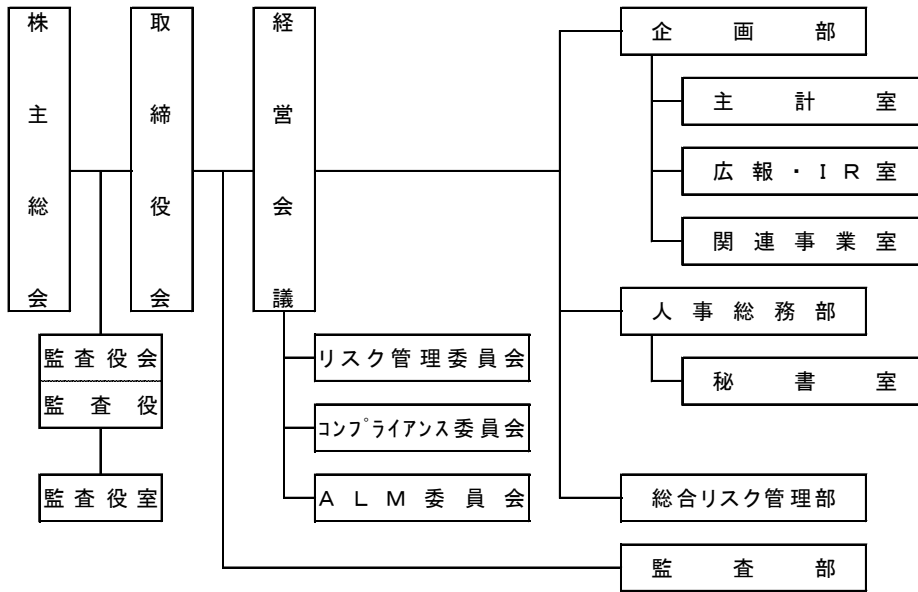 株主総会
取締役会
経営会議
企画部
主計室
広報・ＩＲ室
関連事業室
人事総務部
秘書室
監査役会
監査役
監査役室
リスク管理委員会
ｺﾝﾌﾟﾗｲｱﾝｽ委員会
ＡＬＭ委員会
総合リスク管理部
監査部